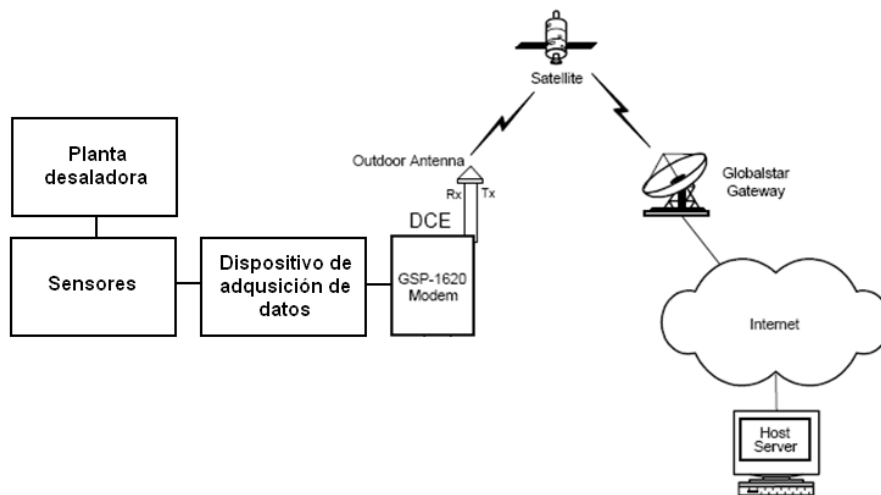 Satellite
Planta
desaladora
Outdoor Antenna
Rx Tx
Globalstar
Gateway
DCE
Sensores
Dispositivo de
adqusición de
datos
GSP-1620
Modem
Internet
Host
Server